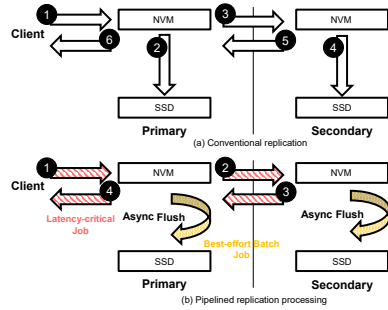 1
NVM
3
NVM
Client
6
2
5
4
SSD
SSD
Primary
Secondary
(a) Conventional replication
1
NVM
2
NVM
Client
4
3
Latency-critical
Job
Async Flush
Best-effort Batch
Job
Async Flush
SSD
SSD
Primary
Secondary
(b) Pipelined replication processing